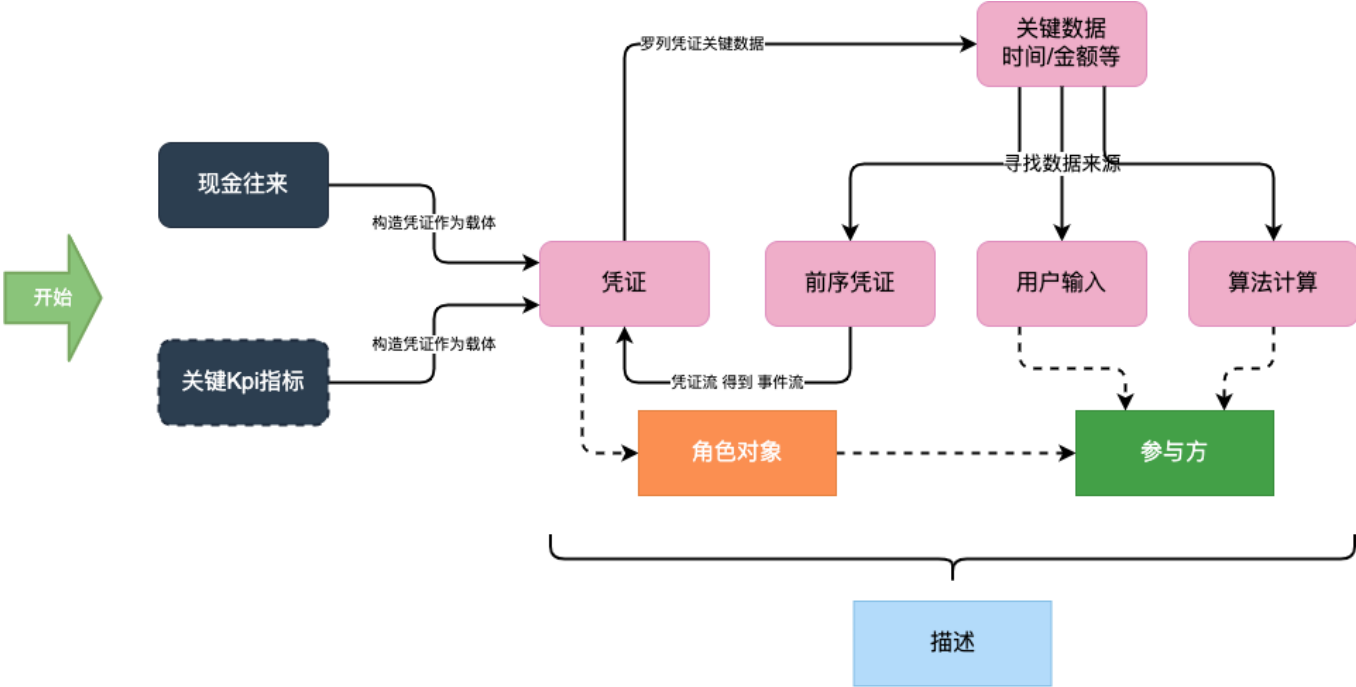 关键数据
时间/金额等
罗列凭证关键数据
现金往来
寻找数据来源
构造凭证作为载体
开始
凭证
前序凭证
用户输入
算法计算
构造凭证作为载体
关键Kpi指标
凭证流 得到 事件流
角色对象
参与方
描述